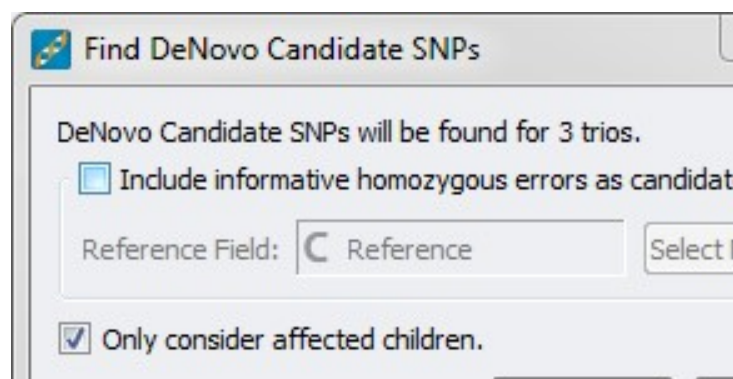 Find DeNovo Candidate SNPs
DeNovo Candidate SNPs will be found for 3 trios.
Include informative homozygous errors as candidat
Reference Field: C Reference Select
Only consider affected children.